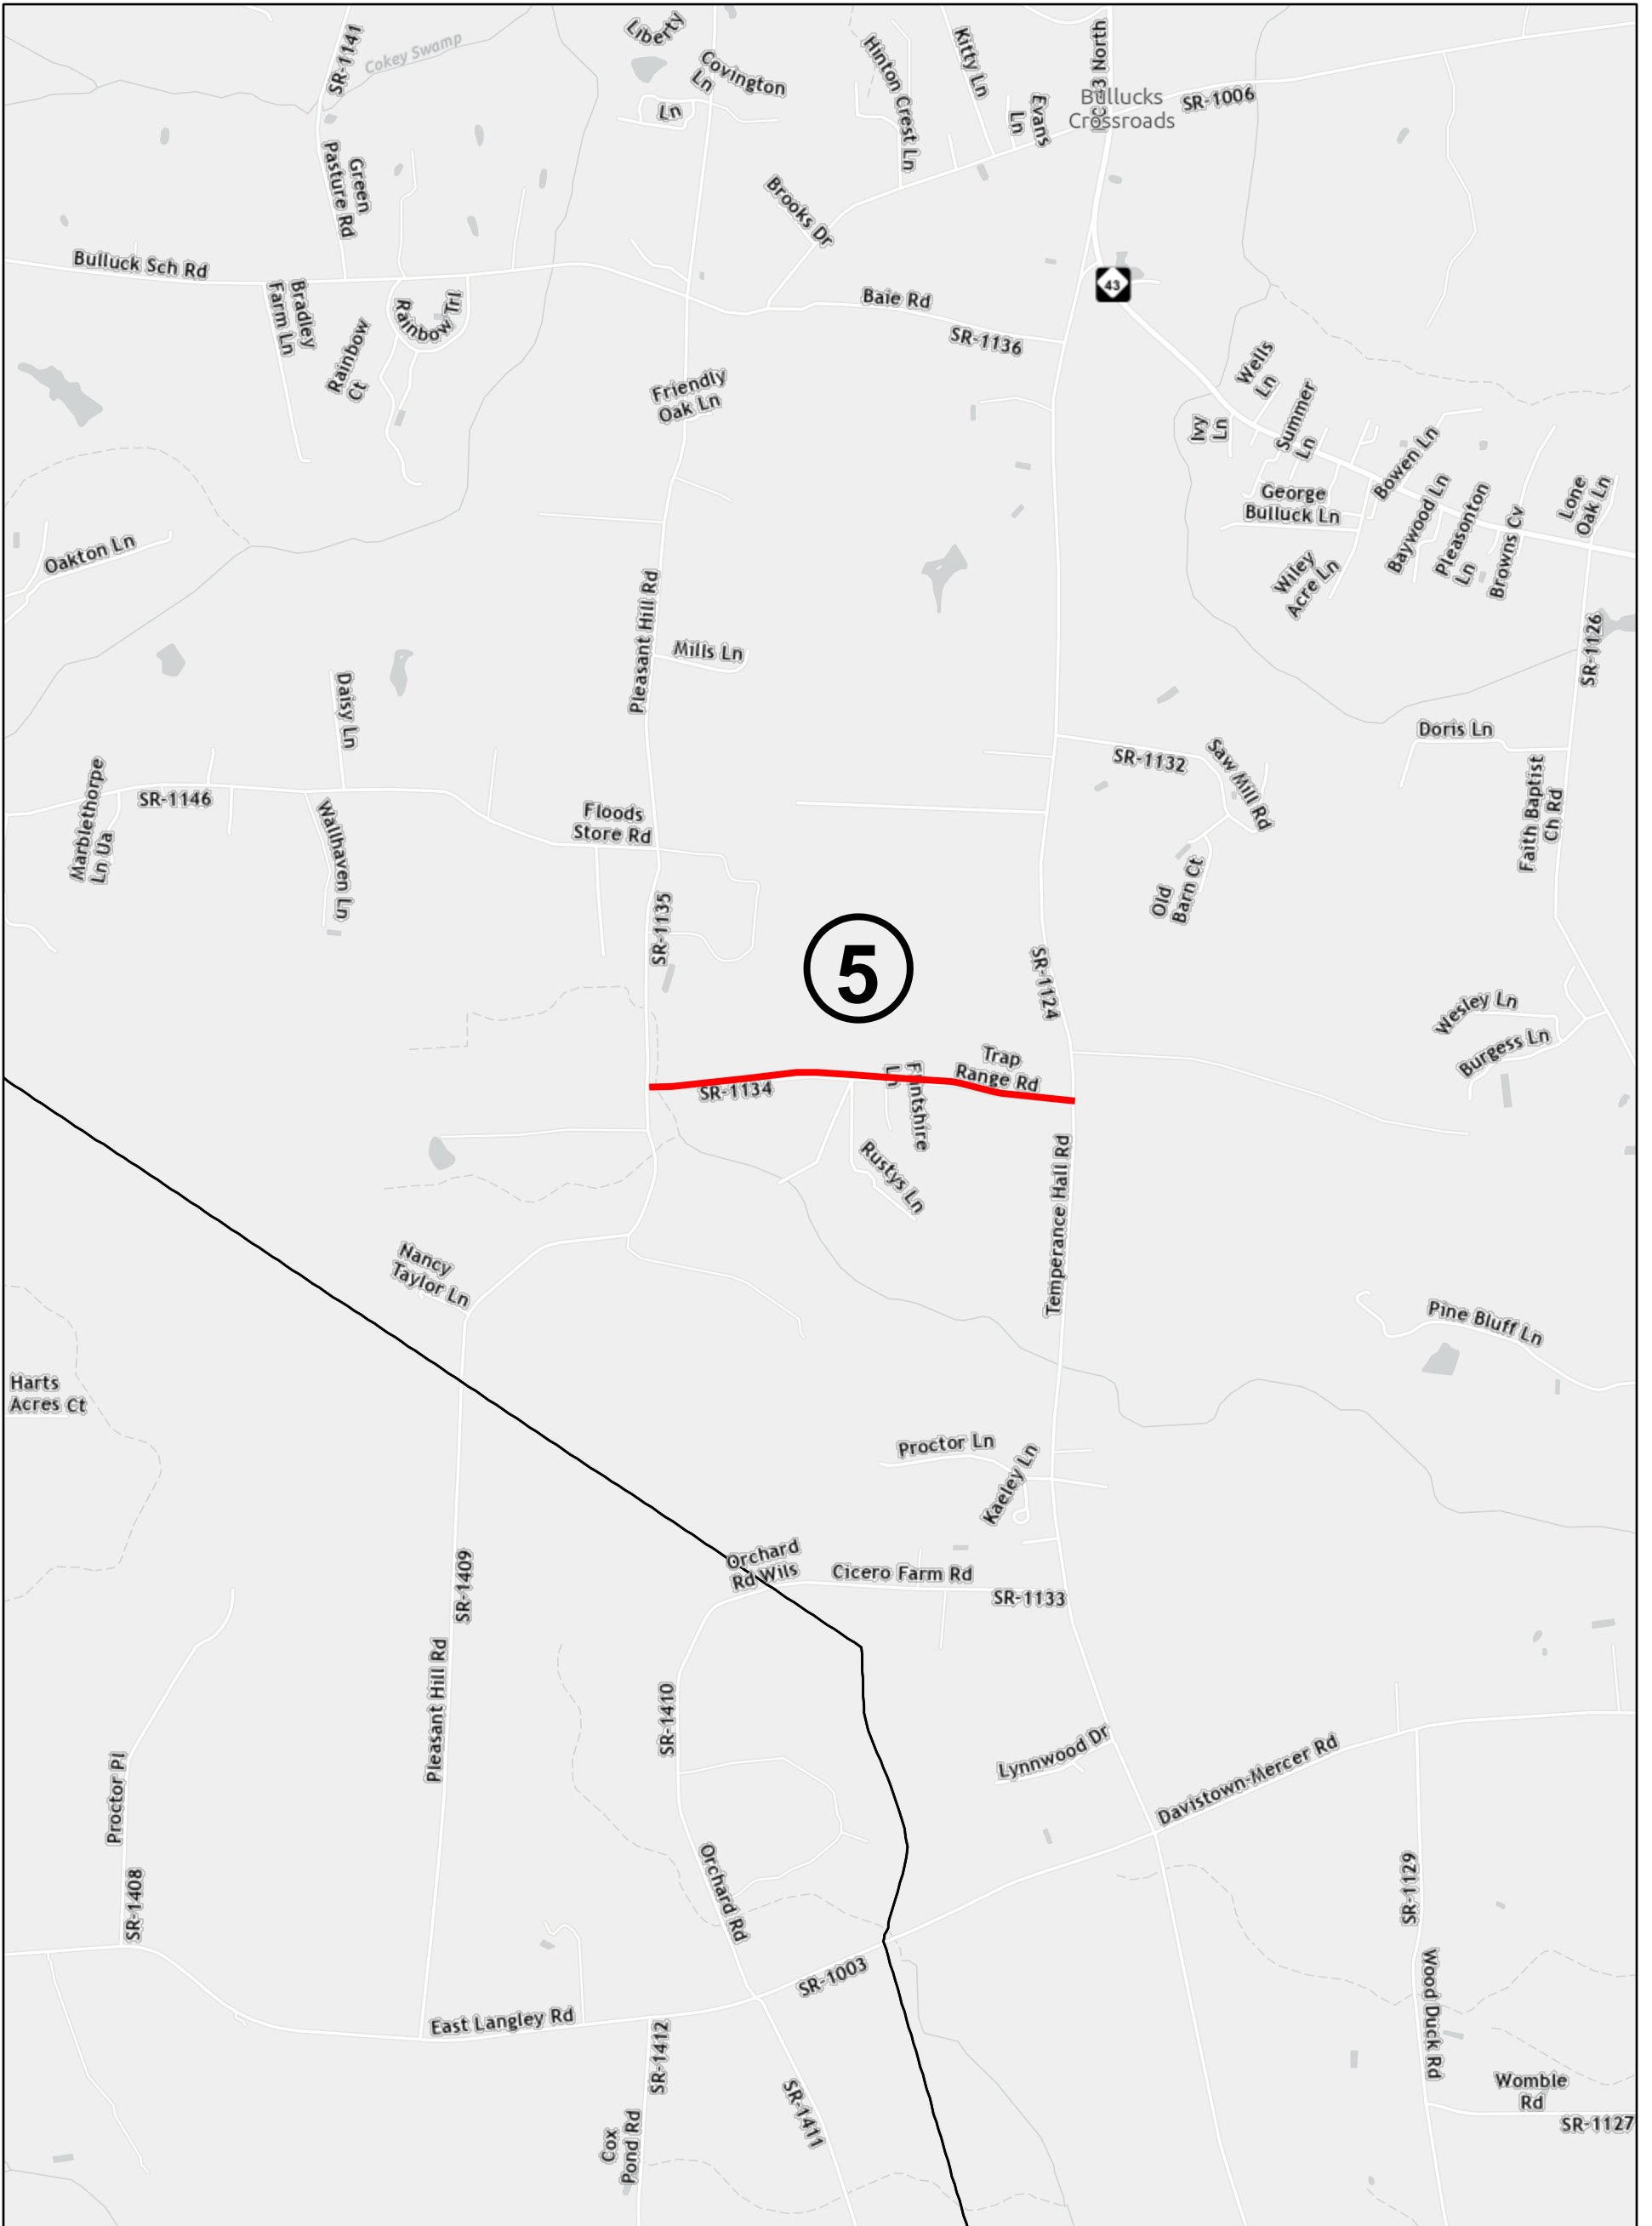 SR-1141
Cokey Swamp
Liberty
Covington
Ln
Ln
Hinton Crest Ln
Kitty Ln
Evans
Ln
Bullucks
Crossroads
SR-1006
Green
Pasture Rd
Brooks Dr
Bulluck Sch Rd
Bradley
Farm Ln
Rainbow
Ct
Rainbow Trl
Baie Rd
SR-1136
43
Friendly
Oak Ln
Wells
Ln
Ivy
Ln
Summer
Ln
George
Bulluck Ln
Bowen Ln
Baywood Ln
Pleasonton
Ln
Browns Cv
Lone
Oak Ln
Wiley
Acre Ln
Oakton Ln
Pleasant Hill Rd
Mills Ln
SR-1126
Daisy Ln
Doris Ln
SR-1132
Saw Mill Rd
Marblethorpe
Ln Ua
SR-1146
Wallhaven Ln
Floods
Store Rd
Faith Baptist
Ch Rd
Old
Barn Ct
SR-1135
5
SR-1124
Wesley Ln
Burgess Ln
Trap
Range Rd
SR-1134
Flintshire
Ln
Rustys Ln
Temperance Hall Rd
Nancy
Taylor Ln
Pine Bluff Ln
Harts
Acres Ct
Proctor Ln
Kaeley Ln
Orchard
Rd Wils
Cicero Farm Rd
SR-1133
SR-1409
Pleasant Hill Rd
SR-1410
Lynnwood Dr
Davistown-Mercer Rd
Proctor Pl
SR-1408
Orchard Rd
SR-1129
SR-1003
East Langley Rd
SR-1412
Wood Duck Rd
Womble
Rd
SR-1127
Cox
Pond Rd
SR-1411